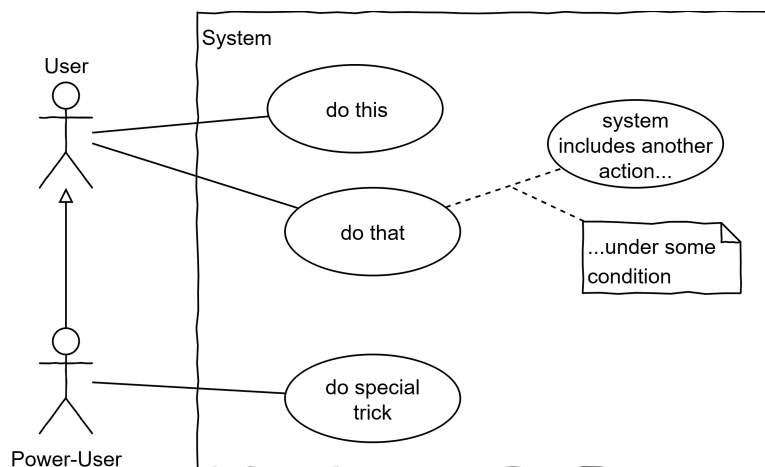 System
User
do this
system
includes another
action...
do that
...under some
condition
do special
trick
Power-User